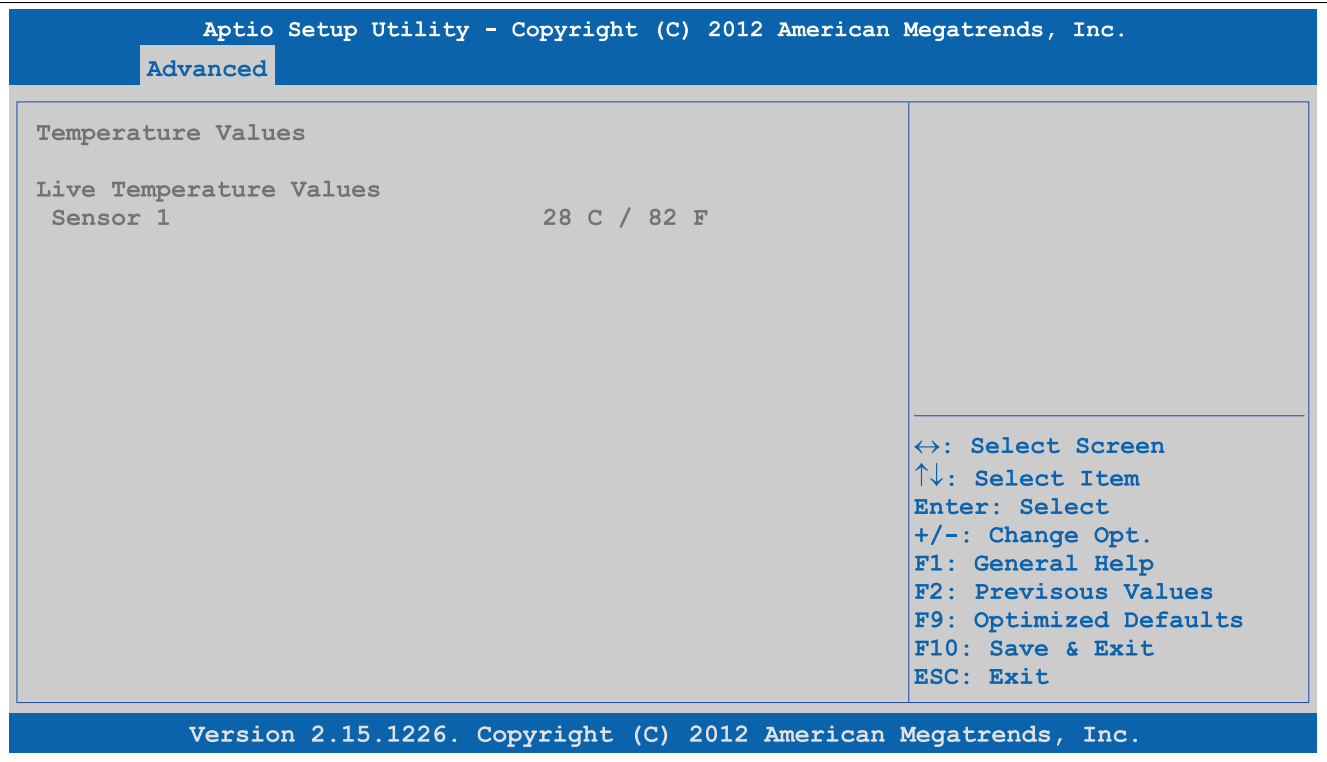 Aptio Setup Utility - Copyright (C) 2012 American Megatrends, Inc.
Advanced
Temperature Values
Live Temperature Values
Sensor 1 28 C / 82 F
↔: Select Screen
↑↓: Select Item
Enter: Select
+/-: Change Opt.
F1: General Help
F2: Previsous Values
F9: Optimized Defaults
F10: Save & Exit
ESC: Exit
Version 2.15.1226. Copyright (C) 2012 American Megatrends, Inc.